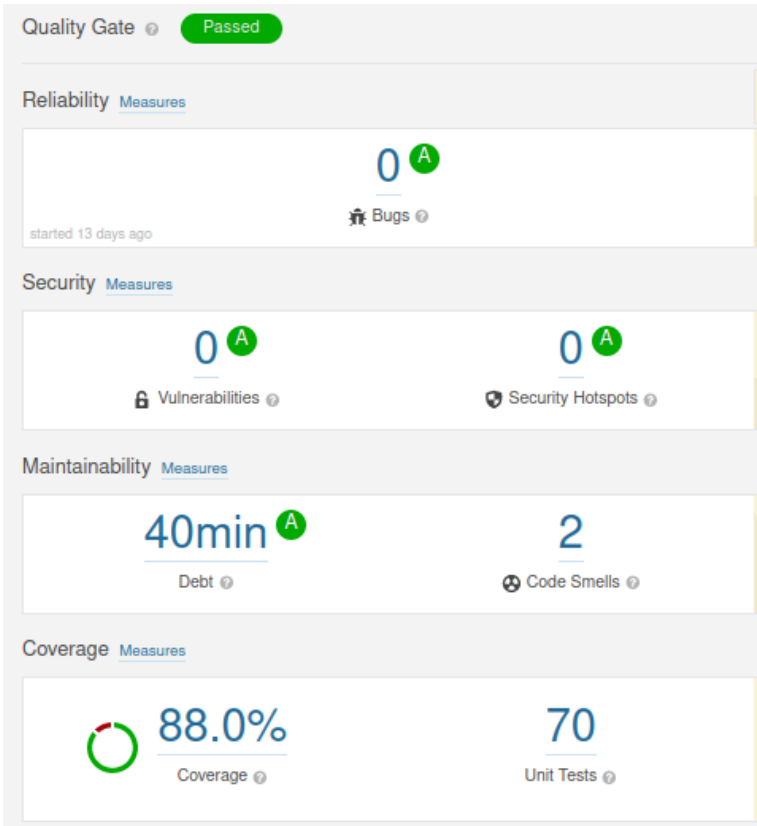 Quality Gate ? Passed
Reliability Measures
0 A
Bugs ?
started 13 days ago
Security Measures
0 A 0 A
Vulnerabilities ? Security Hotspots ?
Maintainability Measures
40min A 2
Debt ? Code Smells ?
Coverage Measures
88.0% 70
Coverage ? Unit Tests ?